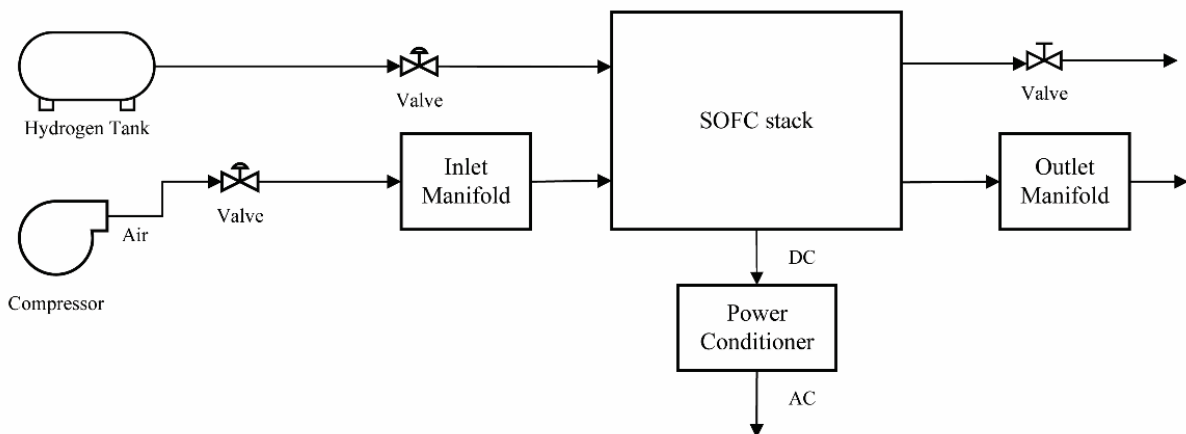 Hydrogen Tank
Valve
SOFC stack
Valve
Compressor
Air
Valve
Inlet
Manifold
Outlet
Manifold
DC
Power
Conditioner
AC